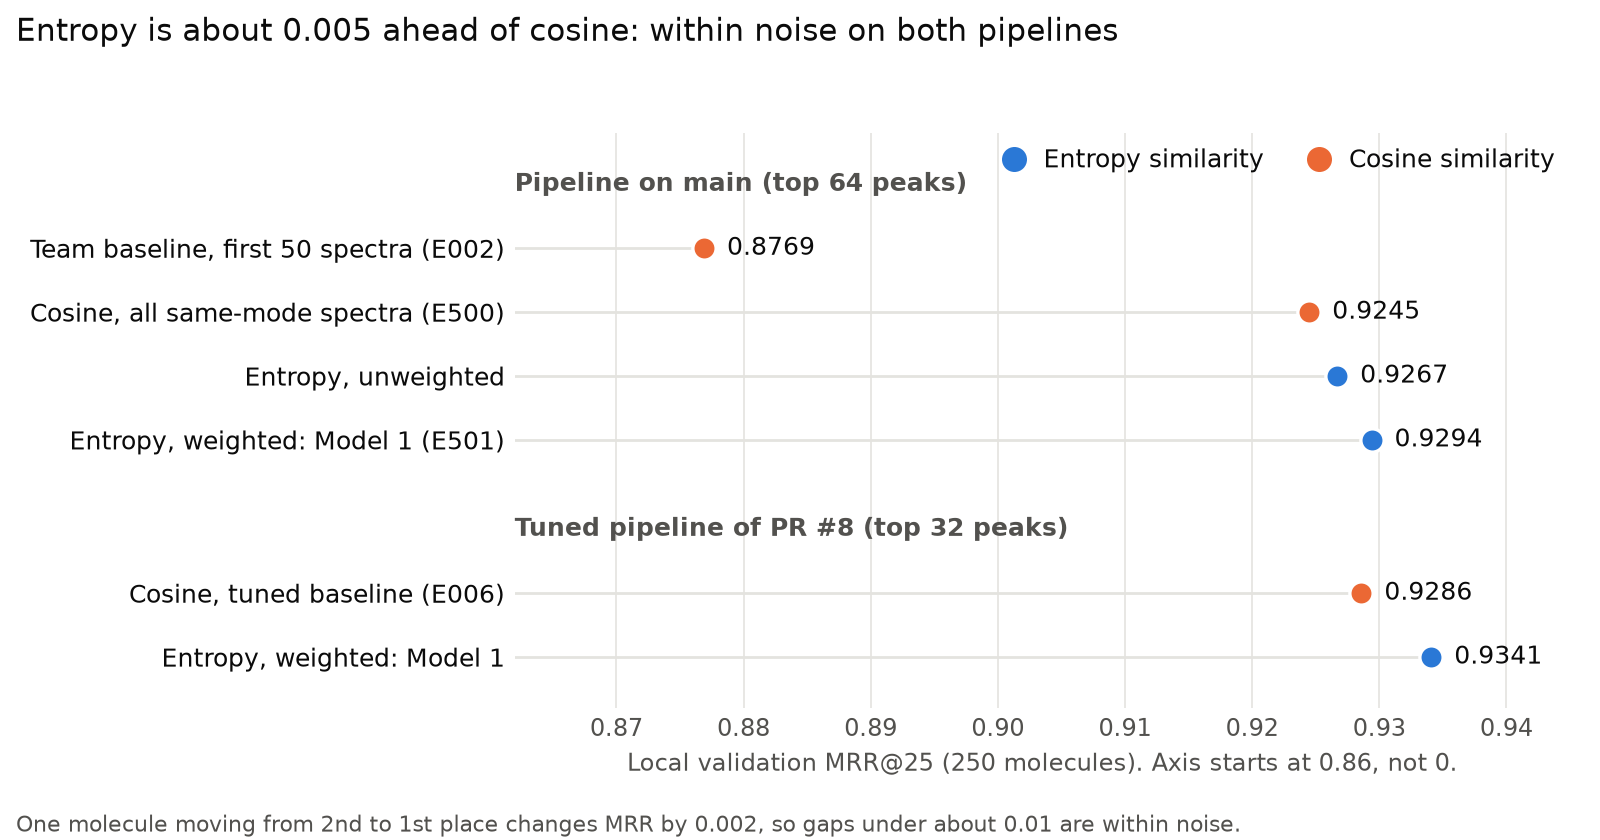 Entropy is about 0.005 ahead of cosine: within noise on both pipelines
Entropy similarity
Cosine similarity
Pipeline on main (top 64 peaks)
Team baseline, first 50 spectra (E002)
0.8769
Cosine, all same-mode spectra (E500)
0.9245
Entropy, unweighted
0.9267
Entropy, weighted: Model 1 (E501)
0.9294
Tuned pipeline of PR #8 (top 32 peaks)
Cosine, tuned baseline (E006)
0.9286
Entropy, weighted: Model 1
0.9341
0.87 0.88 0.89 0.90 0.91 0.92 0.93 0.94
Local validation MRR@25 (250 molecules). Axis starts at 0.86, not 0.
One molecule moving from 2nd to 1st place changes MRR by 0.002, so gaps under about 0.01 are within noise.